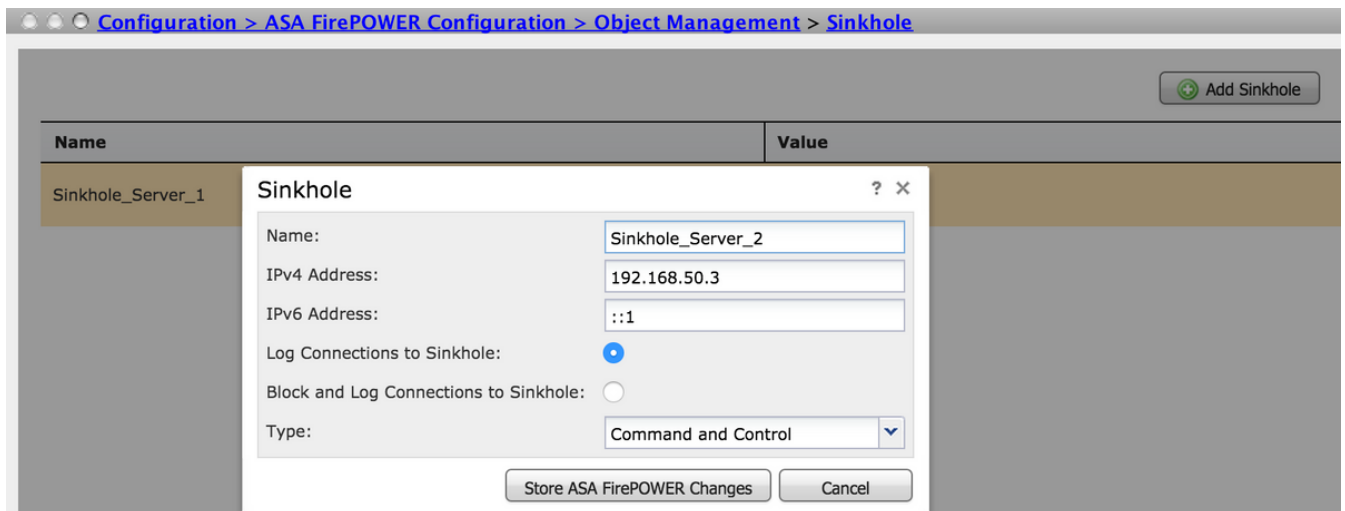 Configuration > ASA FirePOWER Configuration > Object Management > Sinkhole
Add Sinkhole
Name Value
Sinkhole_Server_1
Sinkhole ? ×
Name: Sinkhole_Server_2
IPv4 Address: 192.168.50.3
IPv6 Address: ::1
Log Connections to Sinkhole:
Block and Log Connections to Sinkhole:
Type: Command and Control
Store ASA FirePOWER Changes Cancel